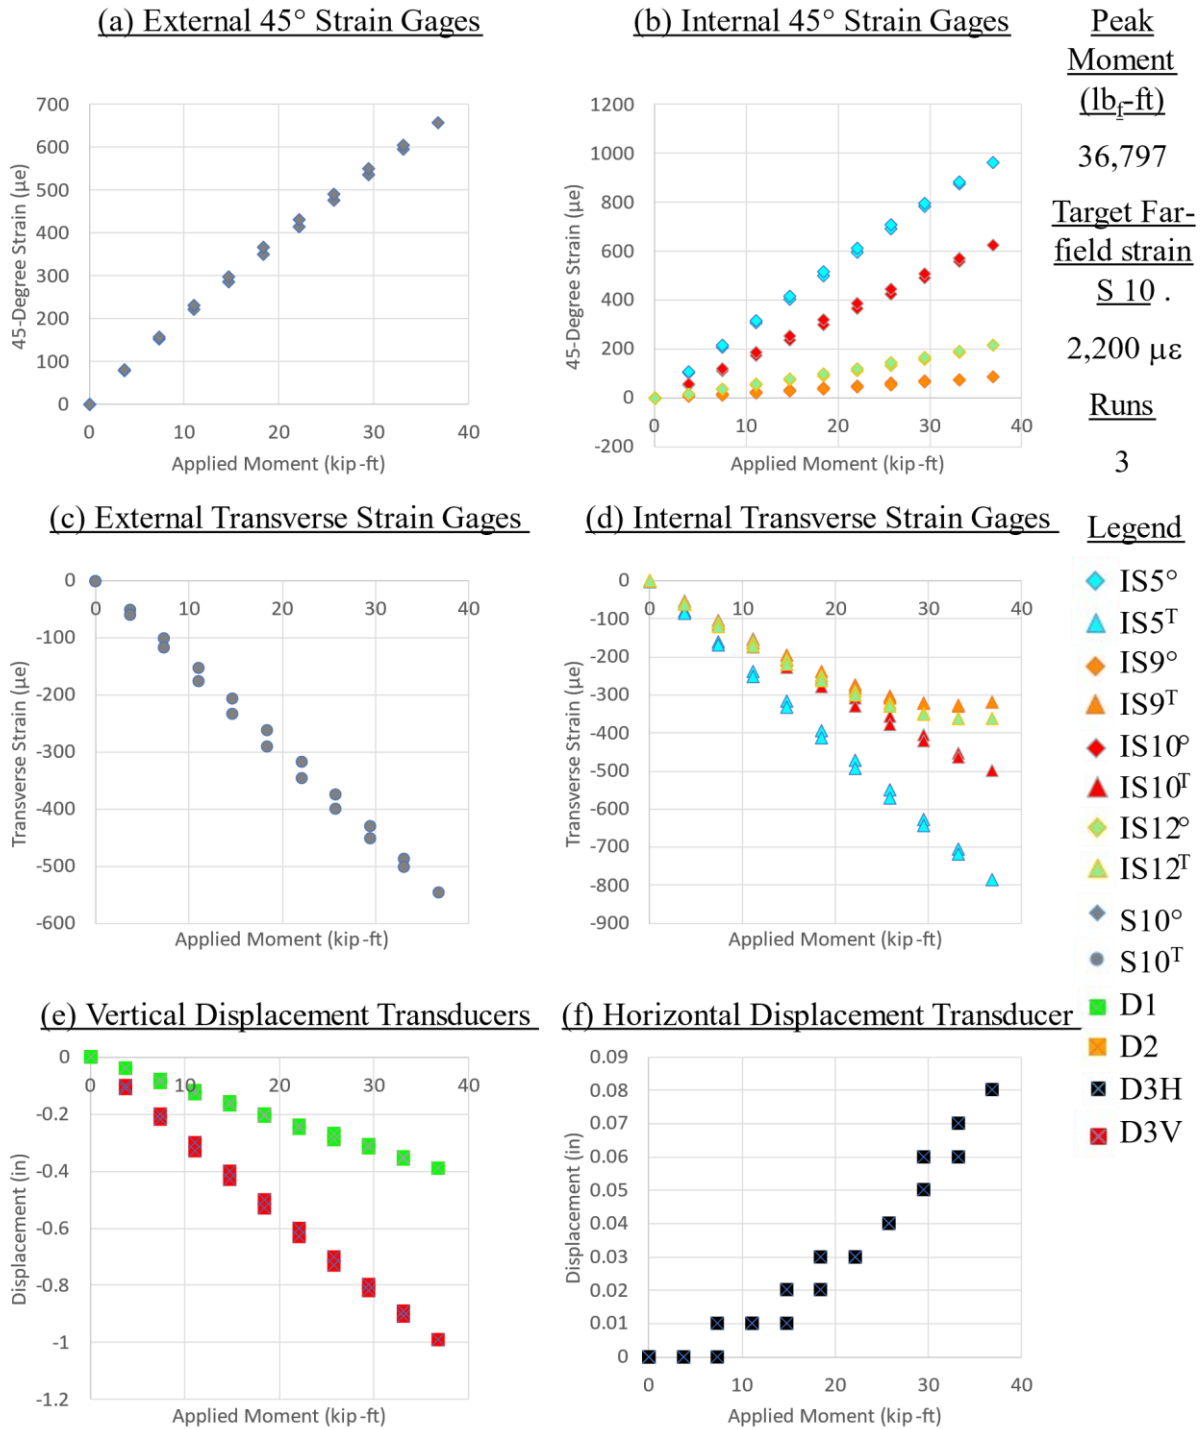 (a) External 45° Strain Gages
700
600
500
400
300
200
100
0
0 10 20 30 40
45-Degree Strain (µe)
Applied Moment (kip-ft)
(b) Internal 45° Strain Gages
1200
1000
800
600
400
200
0
-200
0 10 20 30 40
45-Degree Strain (µe)
Applied Moment (kip-ft)
Peak
Moment
(lbf-ft)
36,797
Target Far-
field strain
S 10 .
2,200 µε
Runs
3
(c) External Transverse Strain Gages
0
-100
-200
-300
-400
-500
-600
0 10 20 30 40
Transverse Strain (µe)
Applied Moment (kip-ft)
(d) Internal Transverse Strain Gages
0
-100
-200
-300
-400
-500
-600
-700
-800
-900
0 10 20 30 40
Transverse Strain (µe)
Applied Moment (kip-ft)
Legend
IS5°
IS5ᵀ
IS9°
IS9ᵀ
IS10°
IS10ᵀ
IS12°
IS12ᵀ
S10°
S10ᵀ
D1
D2
D3H
D3V
(e) Vertical Displacement Transducers
0
-0.2
-0.4
-0.6
-0.8
-1
-1.2
0 10 20 30 40
Displacement (in)
Applied Moment (kip-ft)
(f) Horizontal Displacement Transducer
0.09
0.08
0.07
0.06
0.05
0.04
0.03
0.02
0.01
0
0 10 20 30 40
Displacement (in)
Applied Moment (kip-ft)